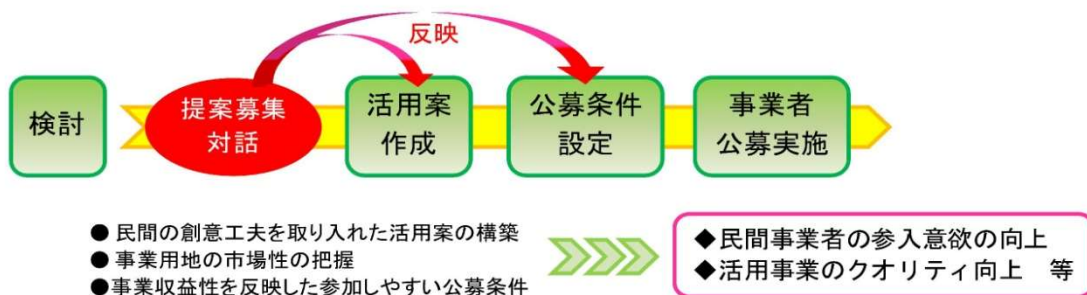 反映
検討
提案募集
対話
活用案
作成
公募条件
設定
事業者
公募実施
● 民間の創意工夫を取り入れた活用案の構築
● 事業用地の市場性の把握
●事業収益性を反映した参加しやすい公募条件
◆民間事業者の参入意欲の向上
◆活用事業のクオリティ向上　等